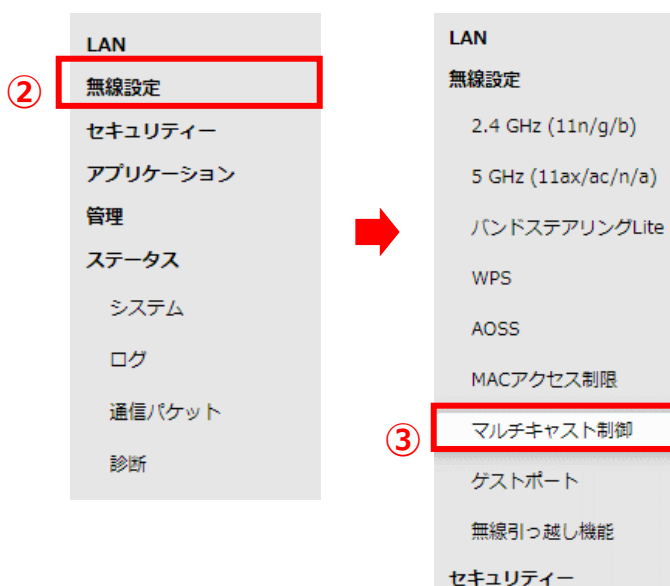 LAN
②
無線設定
セキュリティー
アプリケーション
管理
ステータス
システム
ログ
通信パケット
診断
LAN
無線設定
2.4 GHz (11n/g/b)
5 GHz (11ax/ac/n/a)
バンドステアリングLite
WPS
AOSS
MACアクセス制限
③
マルチキャスト制御
ゲストポート
無線引っ越し機能
セキュリティー